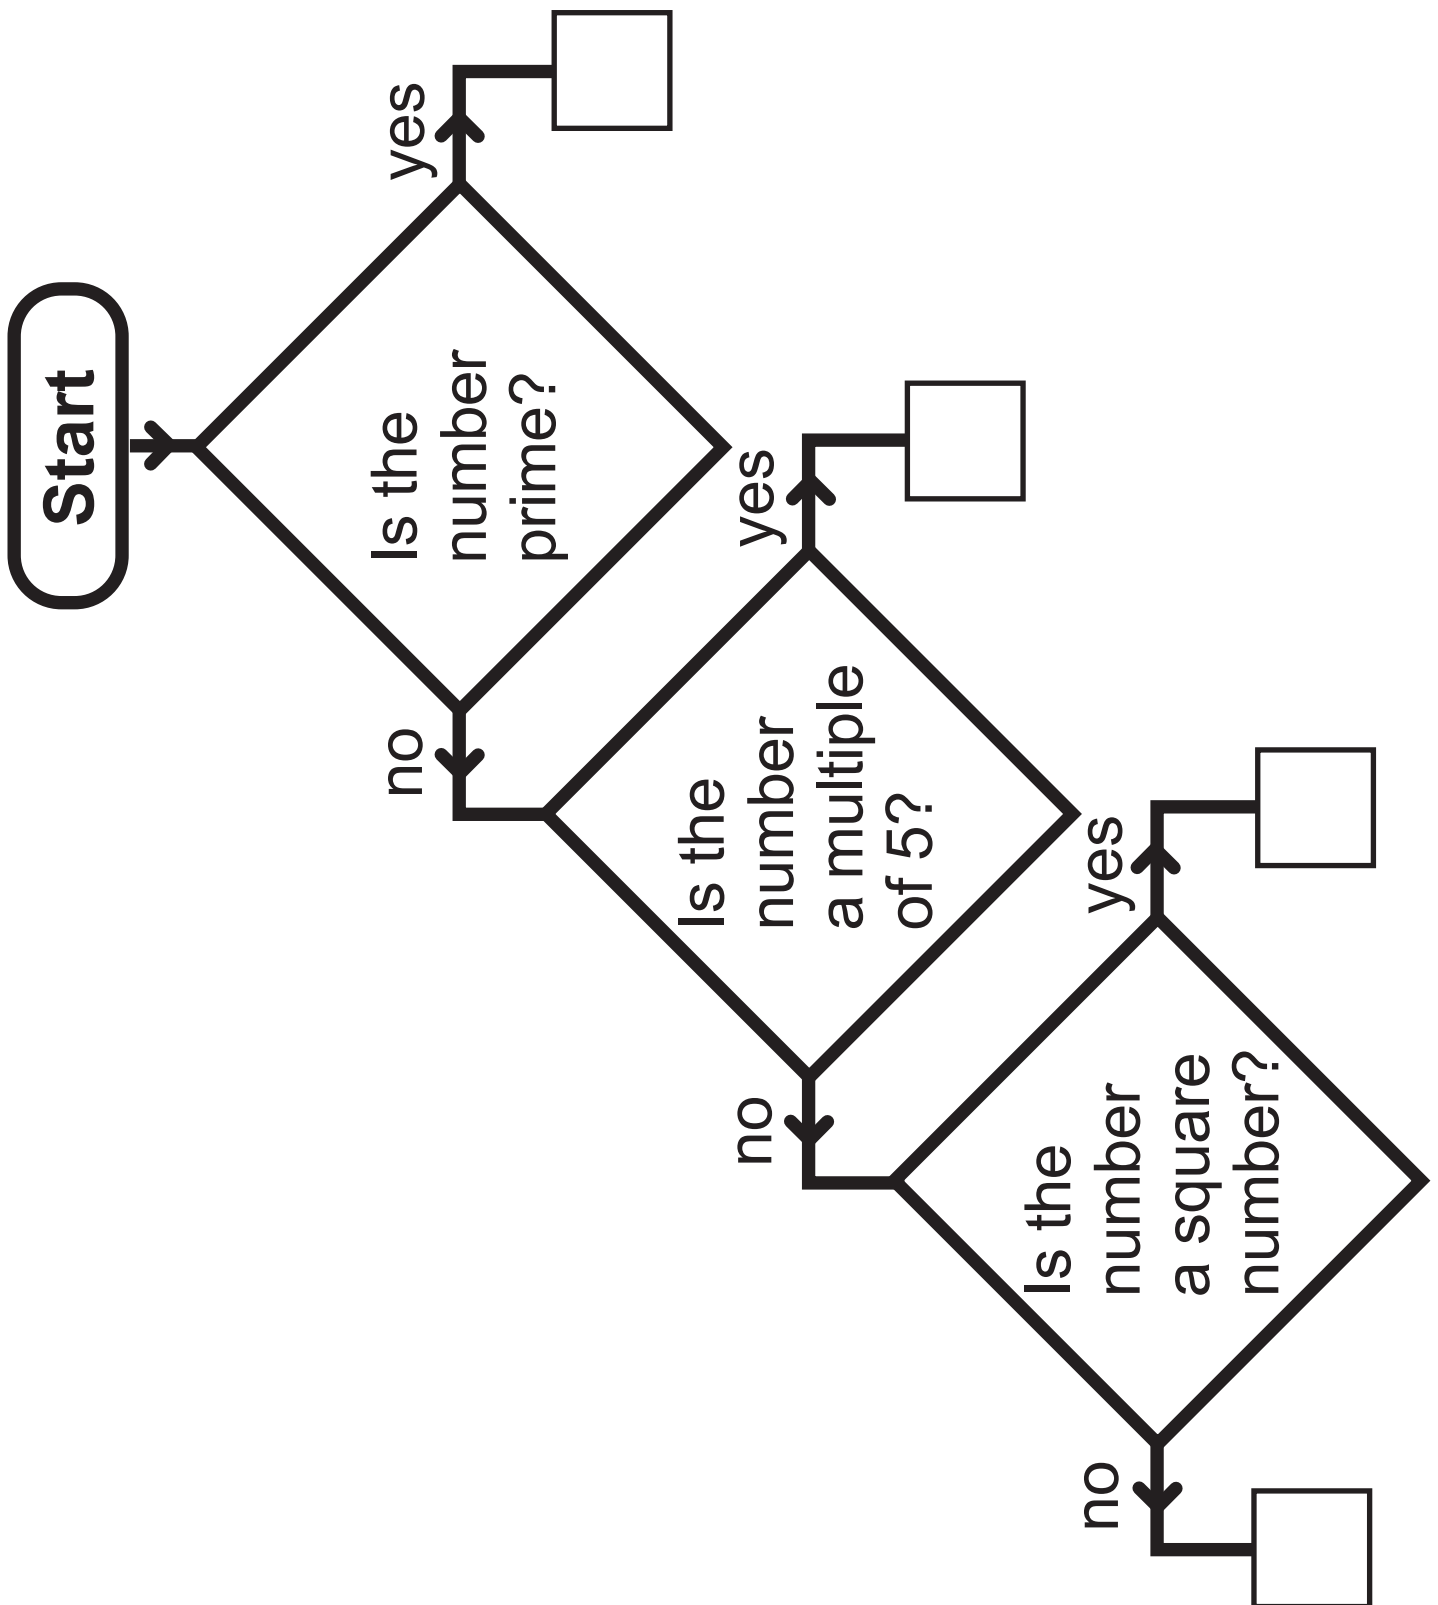 Start
Is the
number
prime?
yes
no
Is the
number
a multiple
of 5?
yes
no
Is the
number
a square
number?
yes
no